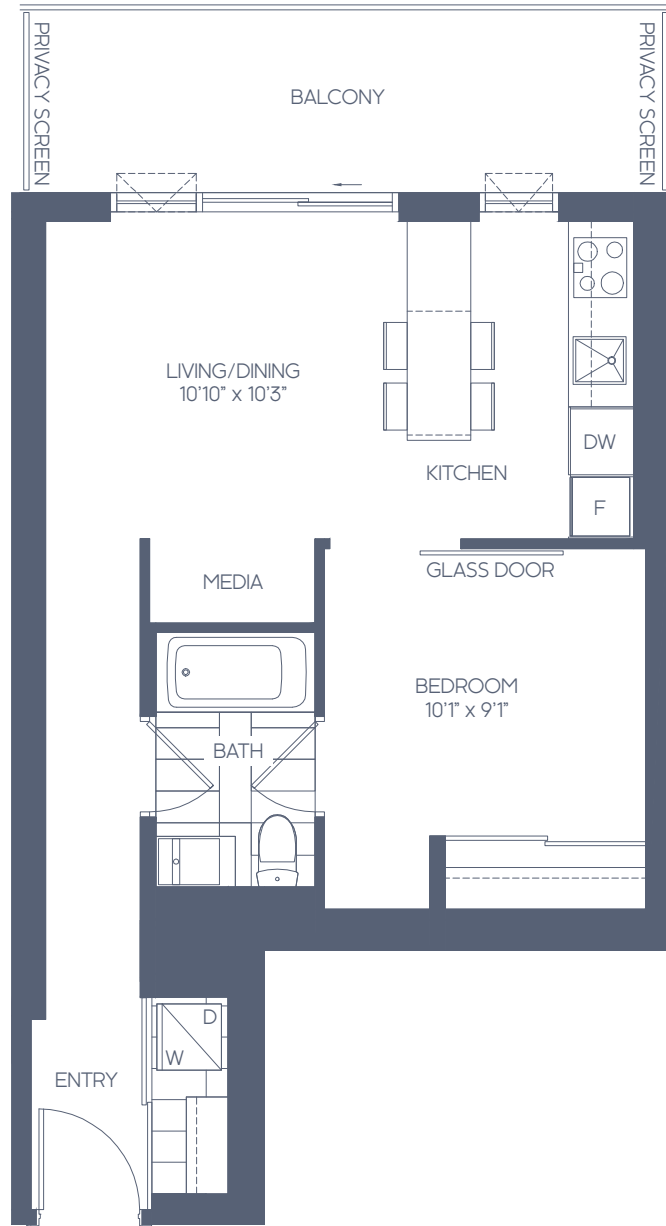 PRIVACY SCREEN
PRIVACY SCREEN
BALCONY
LIVING/DINING
10'10" x 10'3"
DW
KITCHEN
F
GLASS DOOR
MEDIA
BEDROOM
10'1" x 9'1"
BATH
D
W
ENTRY